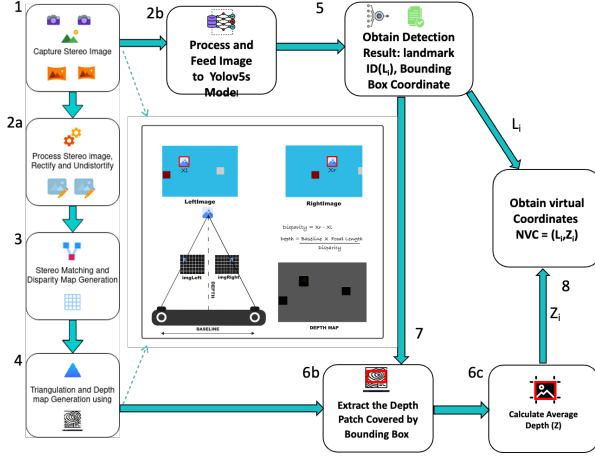 1
Capture Stereo Image
2a
Process Stereo image,
Rectify and Undistortify
3
Stereo Matching and
Disparity Map Generation
4
Triangulation and Depth
map Generation using
2b
Process and
Feed Image
to Yolov5s
Model
5
Obtain Detection
Result: landmark
ID(Li), Bounding
Box Coordinate
Li
Obtain virtual
Coordinates
NVC = (Li,Zi)
8
Zi
7
Xl
LeftImage
Xr
RightImage
Disparity = Xr - Xl
Depth = Baseline X Focal Length
Disparity
imgLeft
imgRight
DEPTH
BASELINE
DEPTH MAP
6b
Extract the Depth
Patch Covered by
Bounding Box
6c
Calculate Average
Depth (Z)